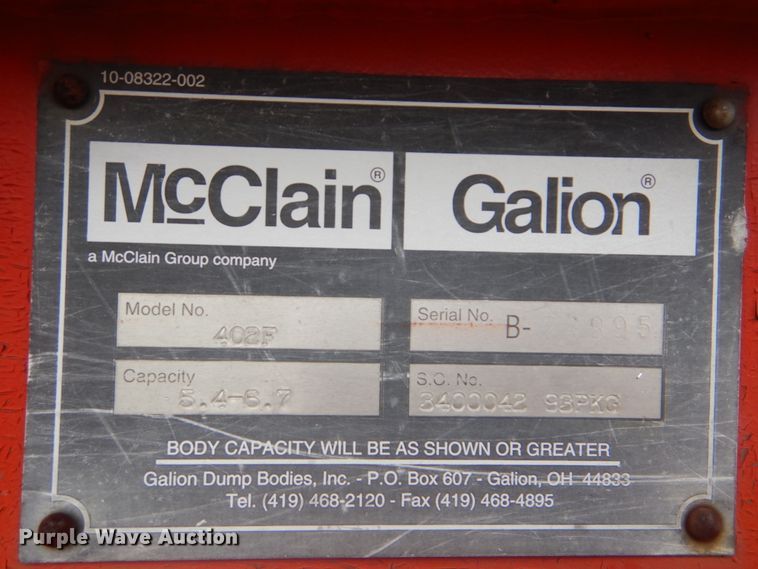 10-08322-002
McClain® Galion®
a McClain Group company
Model No. 402F
Serial No. B-
Capacity 5.4-6.7
S.O. No. 8400042 93PKG
BODY CAPACITY WILL BE AS SHOWN OR GREATER
Galion Dump Bodies, Inc. - P.O. Box 607 - Galion, OH 44833
Tel. (419) 468-2120 - Fax (419) 468-4895
Purple Wave Auction